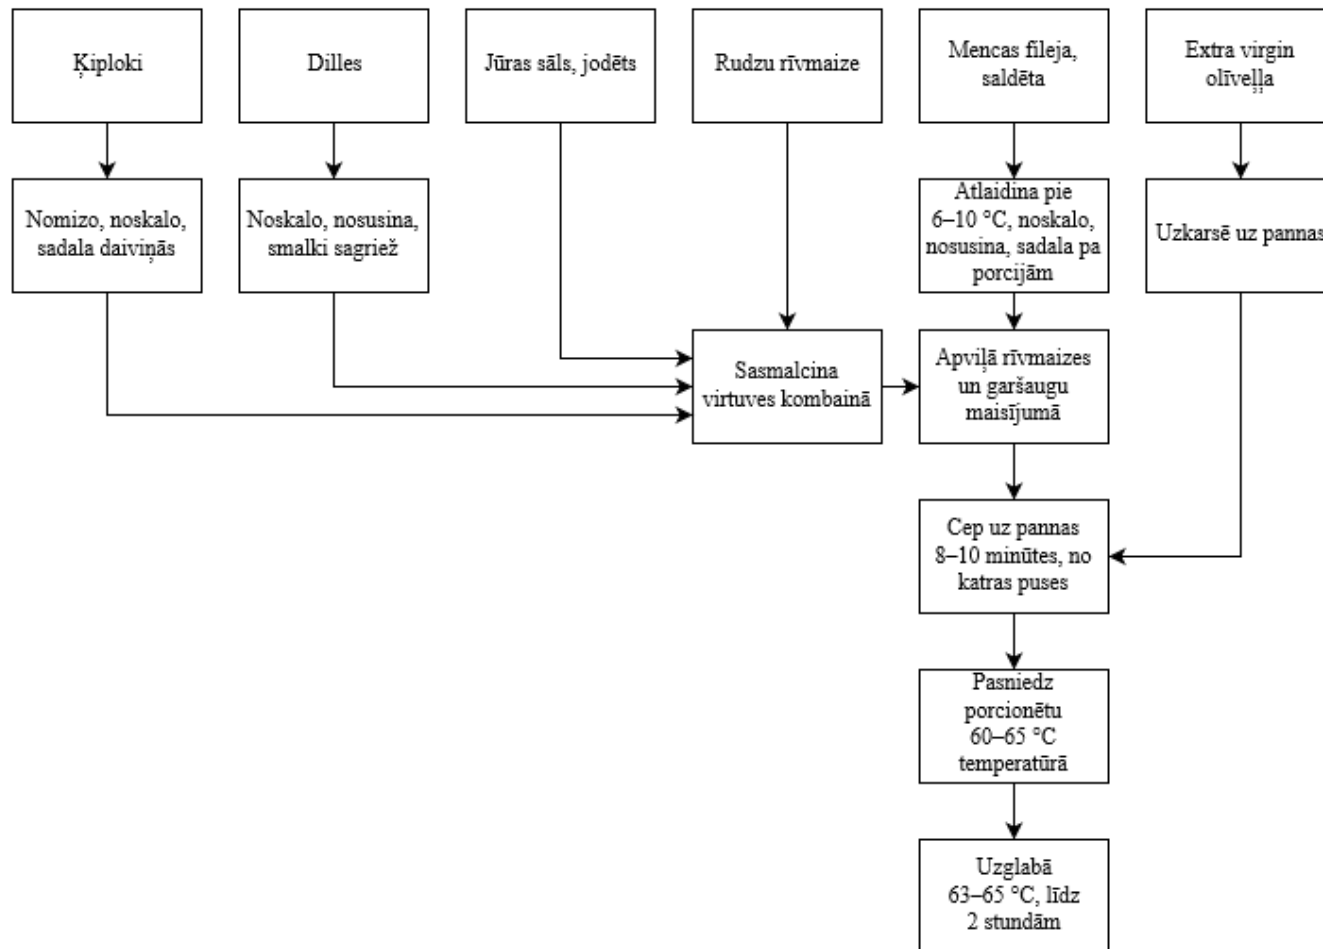 Ķiploki
Dilles
Jūras sāls, jodēts
Rudzu rīvmaize
Mencas fileja,
saldēta
Extra virgin
olīveļļa
Nomizo, noskalo,
sadala daiviņās
Noskalo, nosusina,
smalki sagriež
Atlaidina pie
6–10 °C, noskalo,
nosusina, sadala pa
porcijām
Uzkarsē uz pannas
Sasmalcina
virtuves kombainā
Apviļā rīvmaizes
un garšaugu
maisījumā
Cep uz pannas
8–10 minūtes, no
katras puses
Pasniedz
porcionētu
60–65 °C
temperatūrā
Uzglabā
63–65 °C, līdz
2 stundām